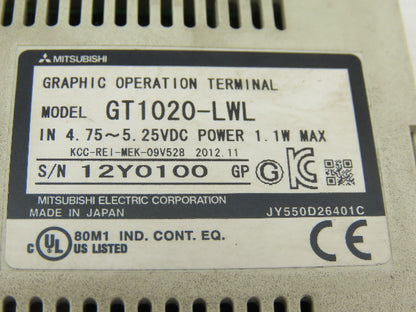 MITSUBISHI
GRAPHIC OPERATION TERMINAL
MODEL GT1020-LWL
IN 4.75~5.25VDC POWER 1.1W MAX
KCC-REI-MEK-09V528 2012.11
S/N 12Y0100 GP G
MITSUBISHI ELECTRIC CORPORATION
MADE IN JAPAN JY550D26401C
C UL US LISTED 80M1 IND. CONT. EQ. CE